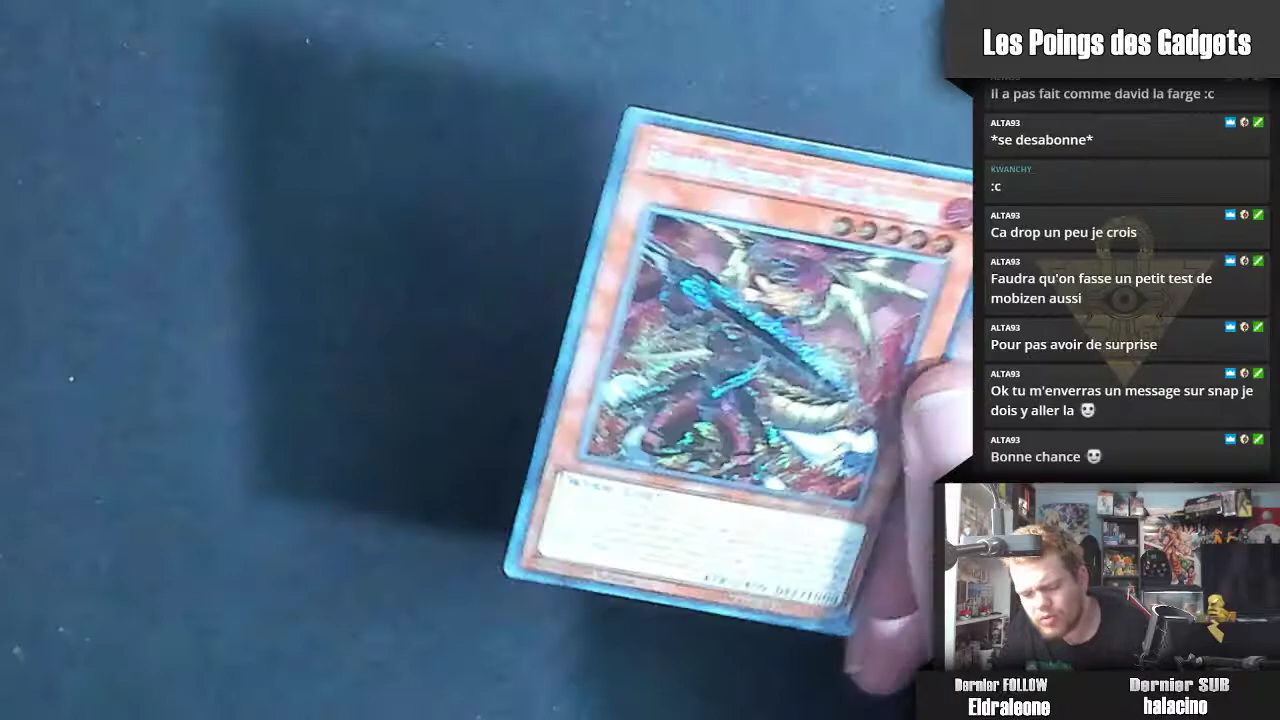 Les Poings des Gadgets
Il a pas fait comme david la farge :c
ALTA93
*se desabonne*
KWANCHY_
:c
ALTA93
Ca drop un peu je crois
ALTA93
Faudra qu'on fasse un petit test de
mobizen aussi
ALTA93
Pour pas avoir de surprise
ALTA93
Ok tu m'enverras un message sur snap je
dois y aller la
ALTA93
Bonne chance
Dernier FOLLOW
Eldraleone
Dernier SUB
halacino